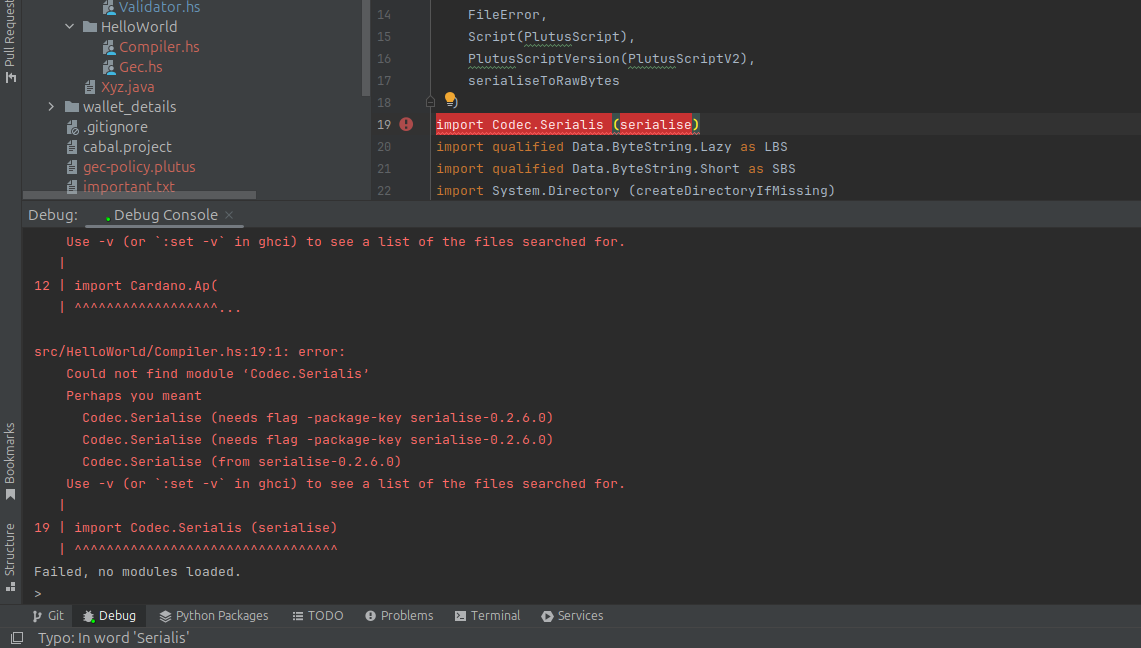 Pull Request
Validator.hs
HelloWorld
Compiler.hs
Gec.hs
Xyz.java
wallet_details
.gitignore
cabal.project
gec-policy.plutus
important.txt
14 FileError,
15 Script(PlutusScript),
16 PlutusScriptVersion(PlutusScriptV2),
17 serialiseToRawBytes
18 )
19 import Codec.Serialis (serialise)
20 import qualified Data.ByteString.Lazy as LBS
21 import qualified Data.ByteString.Short as SBS
22 import System.Directory (createDirectoryIfMissing)
Debug: Debug Console ×
Use -v (or `:set -v` in ghci) to see a list of the files searched for.
|
12 | import Cardano.Ap(
| ^^^^^^^^^^^^^^^^^^...
src/HelloWorld/Compiler.hs:19:1: error:
Could not find module ‘Codec.Serialis’
Perhaps you meant
Codec.Serialise (needs flag -package-key serialise-0.2.6.0)
Codec.Serialise (needs flag -package-key serialise-0.2.6.0)
Codec.Serialise (from serialise-0.2.6.0)
Use -v (or `:set -v` in ghci) to see a list of the files searched for.
|
19 | import Codec.Serialis (serialise)
| ^^^^^^^^^^^^^^^^^^^^^^^^^^^^^^^^^
Failed, no modules loaded.
>
Bookmarks
Structure
Git Debug Python Packages TODO Problems Terminal Services
Typo: In word 'Serialis'